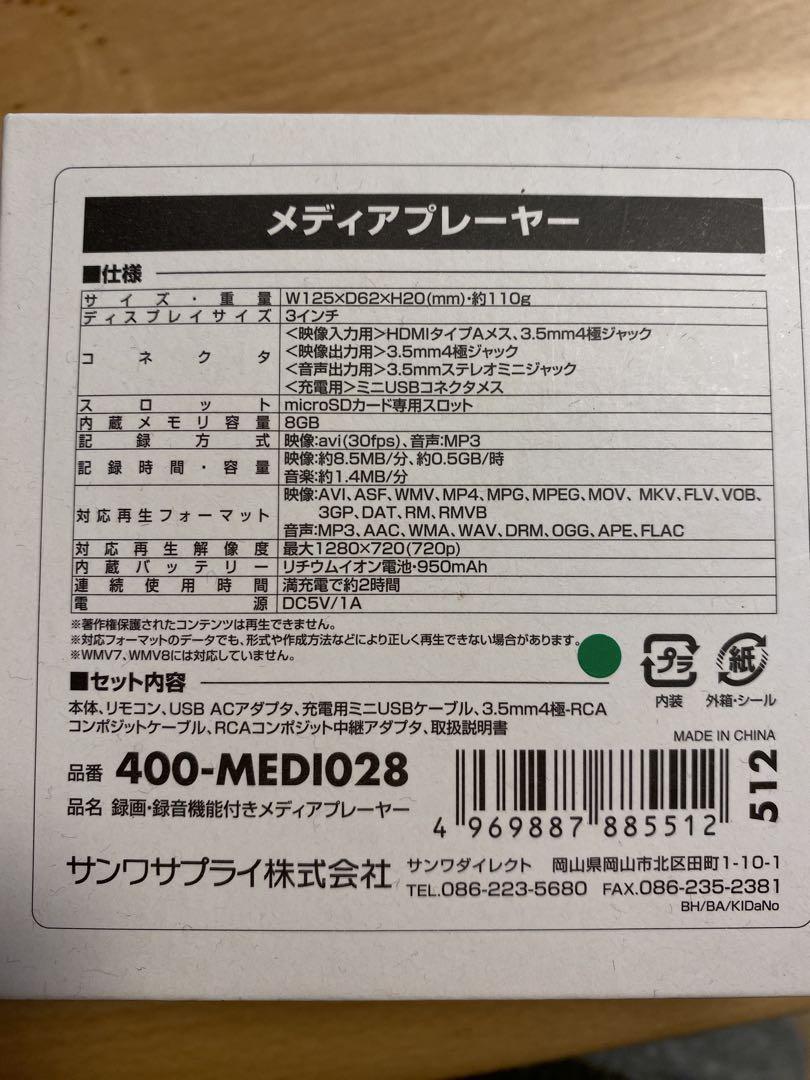 メディアプレーヤー
■仕様
サイズ・重量 W125×D62×H20(mm)・約110g
ディスプレイサイズ 3インチ
コネクタ <映像入力用>HDMIタイプAメス、3.5mm4極ジャック
<映像出力用>3.5mm4極ジャック
<音声出力用>3.5mmステレオミニジャック
<充電用>ミニUSBコネクタメス
スロット microSDカード専用スロット
内蔵メモリ容量 8GB
記録方式 映像:avi(30fps)、音声:MP3
記録時間・容量 映像:約8.5MB/分、約0.5GB/時
音楽:約1.4MB/分
対応再生フォーマット 映像:AVI、ASF、WMV、MP4、MPG、MPEG、MOV、MKV、FLV、VOB、
3GP、DAT、RM、RMVB
音声:MP3、AAC、WMA、WAV、DRM、OGG、APE、FLAC
対応再生解像度 最大1280×720(720p)
内蔵バッテリー リチウムイオン電池・950mAh
連続使用時間 満充電で約2時間
電源 DC5V/1A
※著作権保護されたコンテンツは再生できません。
※対応フォーマットのデータでも、形式や作成方法などにより正しく再生できない場合があります。
※WMV7、WMV8には対応していません。
プラ 紙
内装 外箱・シール
■セット内容
本体、リモコン、USB ACアダプタ、充電用ミニUSBケーブル、3.5mm4極-RCA
コンポジットケーブル、RCAコンポジット中継アダプタ、取扱説明書
MADE IN CHINA
品番 400-MEDI028
品名 録画・録音機能付きメディアプレーヤー
4 969887 885512
512
サンワサプライ株式会社 サンワダイレクト 岡山県岡山市北区田町1-10-1
TEL.086-223-5680 FAX.086-235-2381
BH/BA/KIDaNo